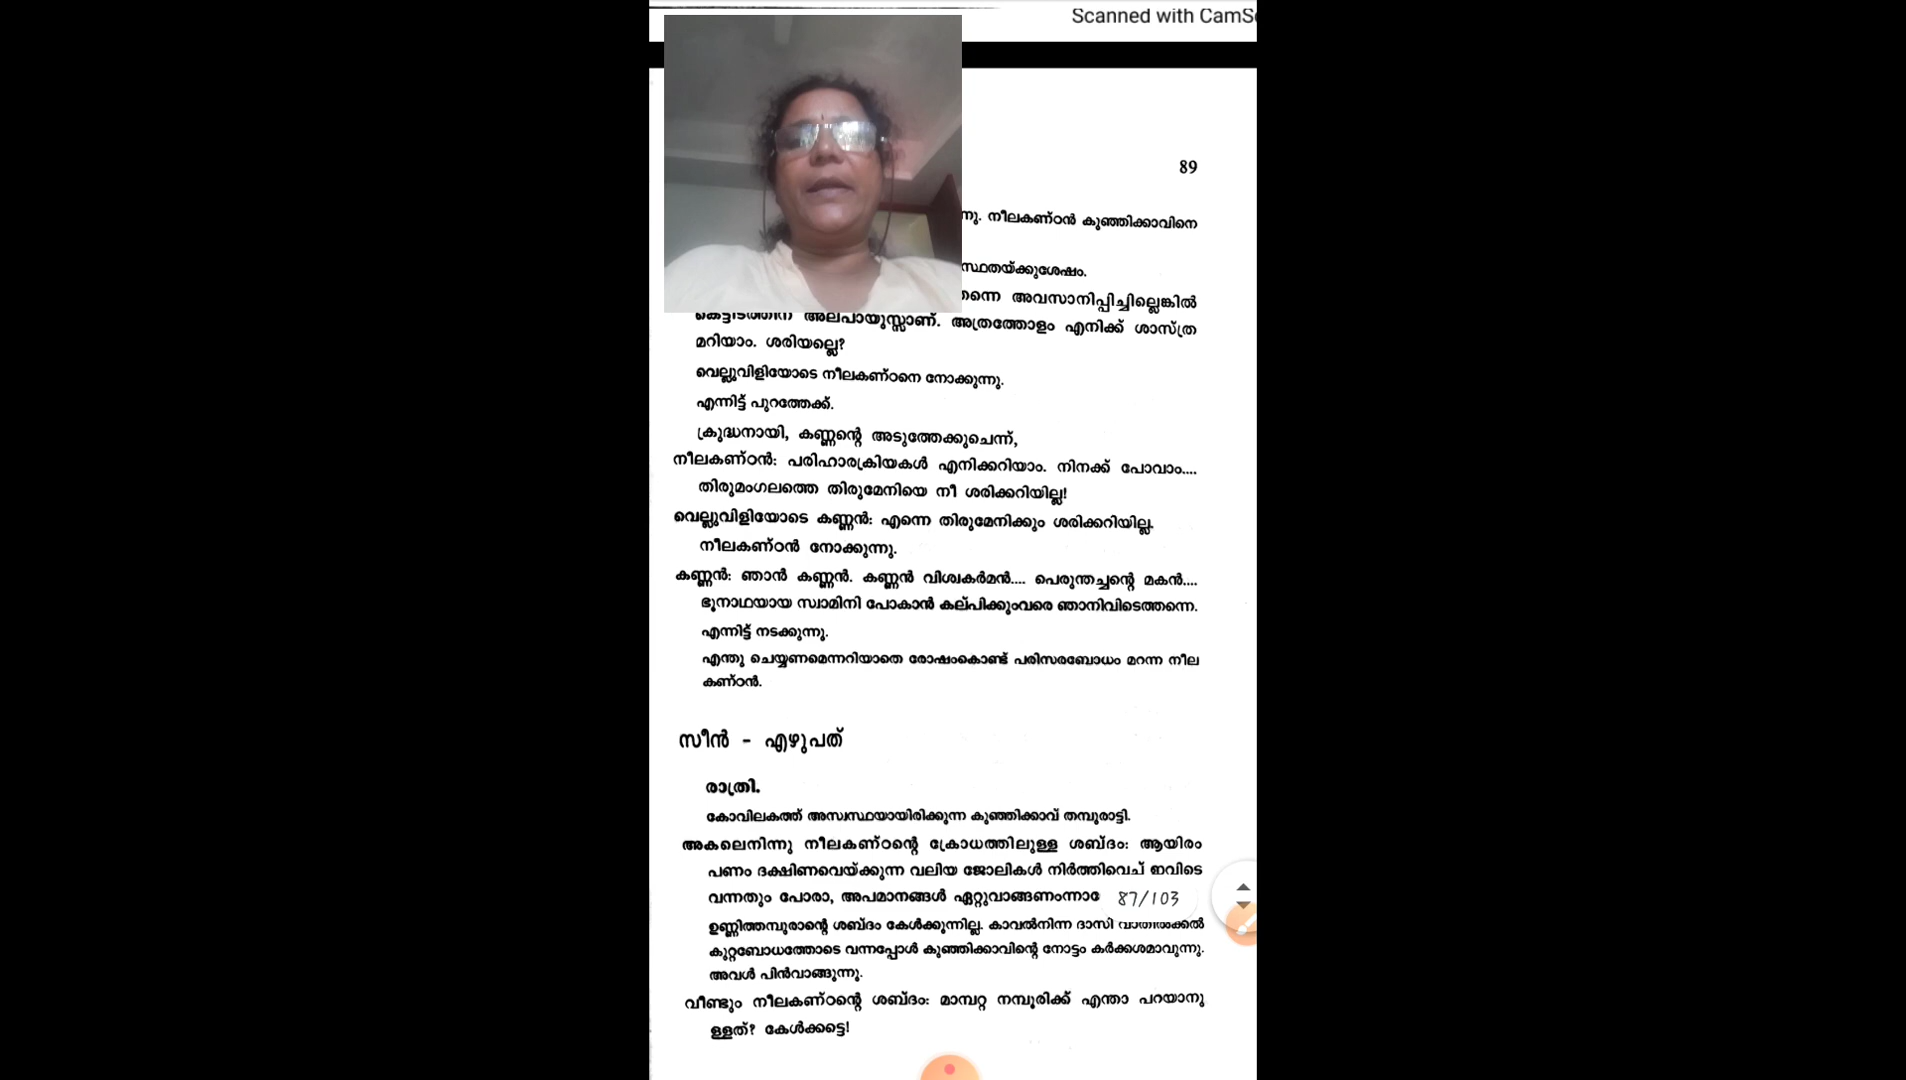 Scanned with CamSc
89
ന്നു. നീലകണ്ഠൻ കുഞ്ഞിക്കാവിനെ
സ്ഥതയ്ക്കുശേഷം.
തന്നെ അവസാനിപ്പിച്ചില്ലെങ്കിൽ
കെട്ടിടത്തിന് അല്പായുസ്സാണ്. അത്രത്തോളം എനിക്ക് ശാസ്ത്ര
മറിയാം. ശരിയല്ലെ?
വെല്ലുവിളിയോടെ നീലകണ്ഠനെ നോക്കുന്നു.
എന്നിട്ട് പുറത്തേക്ക്.
ക്രുദ്ധനായി, കണ്ണന്റെ അടുത്തേക്കുചെന്ന്,
നീലകണ്ഠൻ: പരിഹാരക്രിയകൾ എനിക്കറിയാം. നിനക്ക് പോവാം....
തിരുമംഗലത്തെ തിരുമേനിയെ നീ ശരിക്കറിയില്ല!
വെല്ലുവിളിയോടെ കണ്ണൻ: എന്നെ തിരുമേനിക്കും ശരിക്കറിയില്ല.
നീലകണ്ഠൻ നോക്കുന്നു.
കണ്ണൻ: ഞാൻ കണ്ണൻ. കണ്ണൻ വിശ്വകർമൻ.... പെരുന്തച്ചന്റെ മകൻ....
ഭൂനാഥയായ സ്വാമിനി പോകാൻ കല്പിക്കുംവരെ ഞാനിവിടെത്തന്നെ.
എന്നിട്ട് നടക്കുന്നു.
എന്തു ചെയ്യണമെന്നറിയാതെ രോഷംകൊണ്ട് പരിസരബോധം മറന്ന നീല
കണ്ഠൻ.
സീൻ - എഴുപത്
രാത്രി.
കോവിലകത്ത് അസ്വസ്ഥയായിരിക്കുന്ന കുഞ്ഞിക്കാവ് തമ്പുരാട്ടി.
അകലെനിന്നു നീലകണ്ഠന്റെ ക്രോധത്തിലുള്ള ശബ്ദം: ആയിരം
പണം ദക്ഷിണവെയ്ക്കുന്ന വലിയ ജോലികൾ നിർത്തിവെച് ഇവിടെ
വന്നതും പോരാ, അപമാനങ്ങൾ ഏറ്റുവാങ്ങണംന്നാ
87/103
ഉണ്ണിത്തമ്പുരാന്റെ ശബ്ദം കേൾക്കുന്നില്ല. കാവൽനിന്ന ദാസി വാതിൽക്കൽ
കുറ്റബോധത്തോടെ വന്നപ്പോൾ കുഞ്ഞിക്കാവിന്റെ നോട്ടം കർക്കശമാവുന്നു.
അവൾ പിൻവാങ്ങുന്നൂ.
വീണ്ടും നീലകണ്ഠന്റെ ശബ്ദം: മാമ്പറ്റ നമ്പൂരിക്ക് എന്താ പറയാനു
ള്ളത്? കേൾക്കട്ടെ!